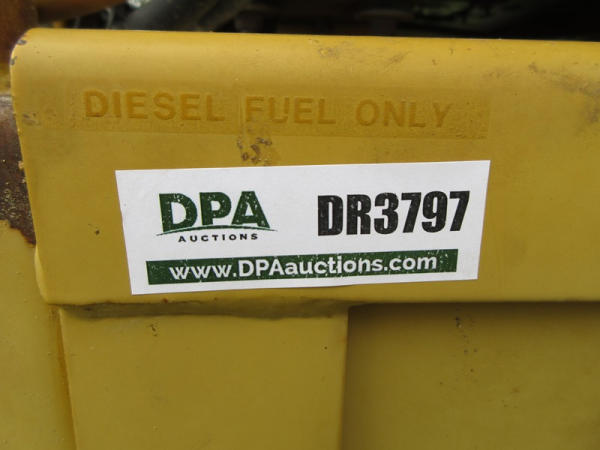 DIESEL FUEL ONLY
DPA
AUCTIONS
DR3797
www.DPAauctions.com